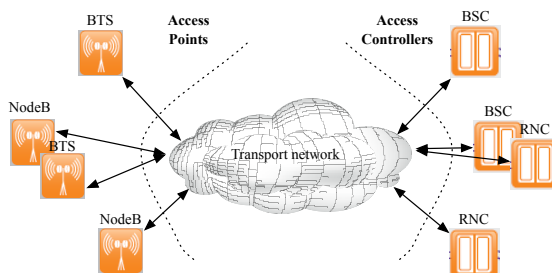 BTS
Access
Points
Access
Controllers
BSC
NodeB
BTS
Transport network
BSC
RNC
NodeB
RNC